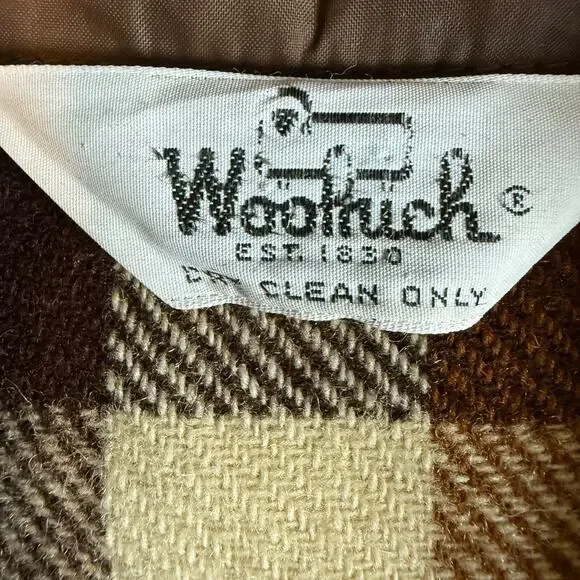 Woolrich ®
EST. 1830
DRY CLEAN ONLY